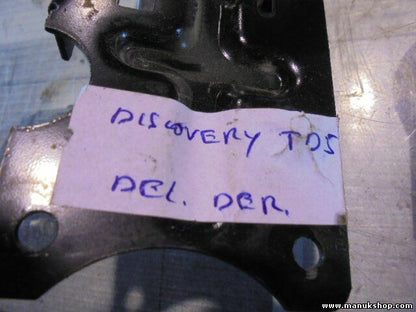 DISCOVERY TD5
DEL. DER.
www.manukshop.com